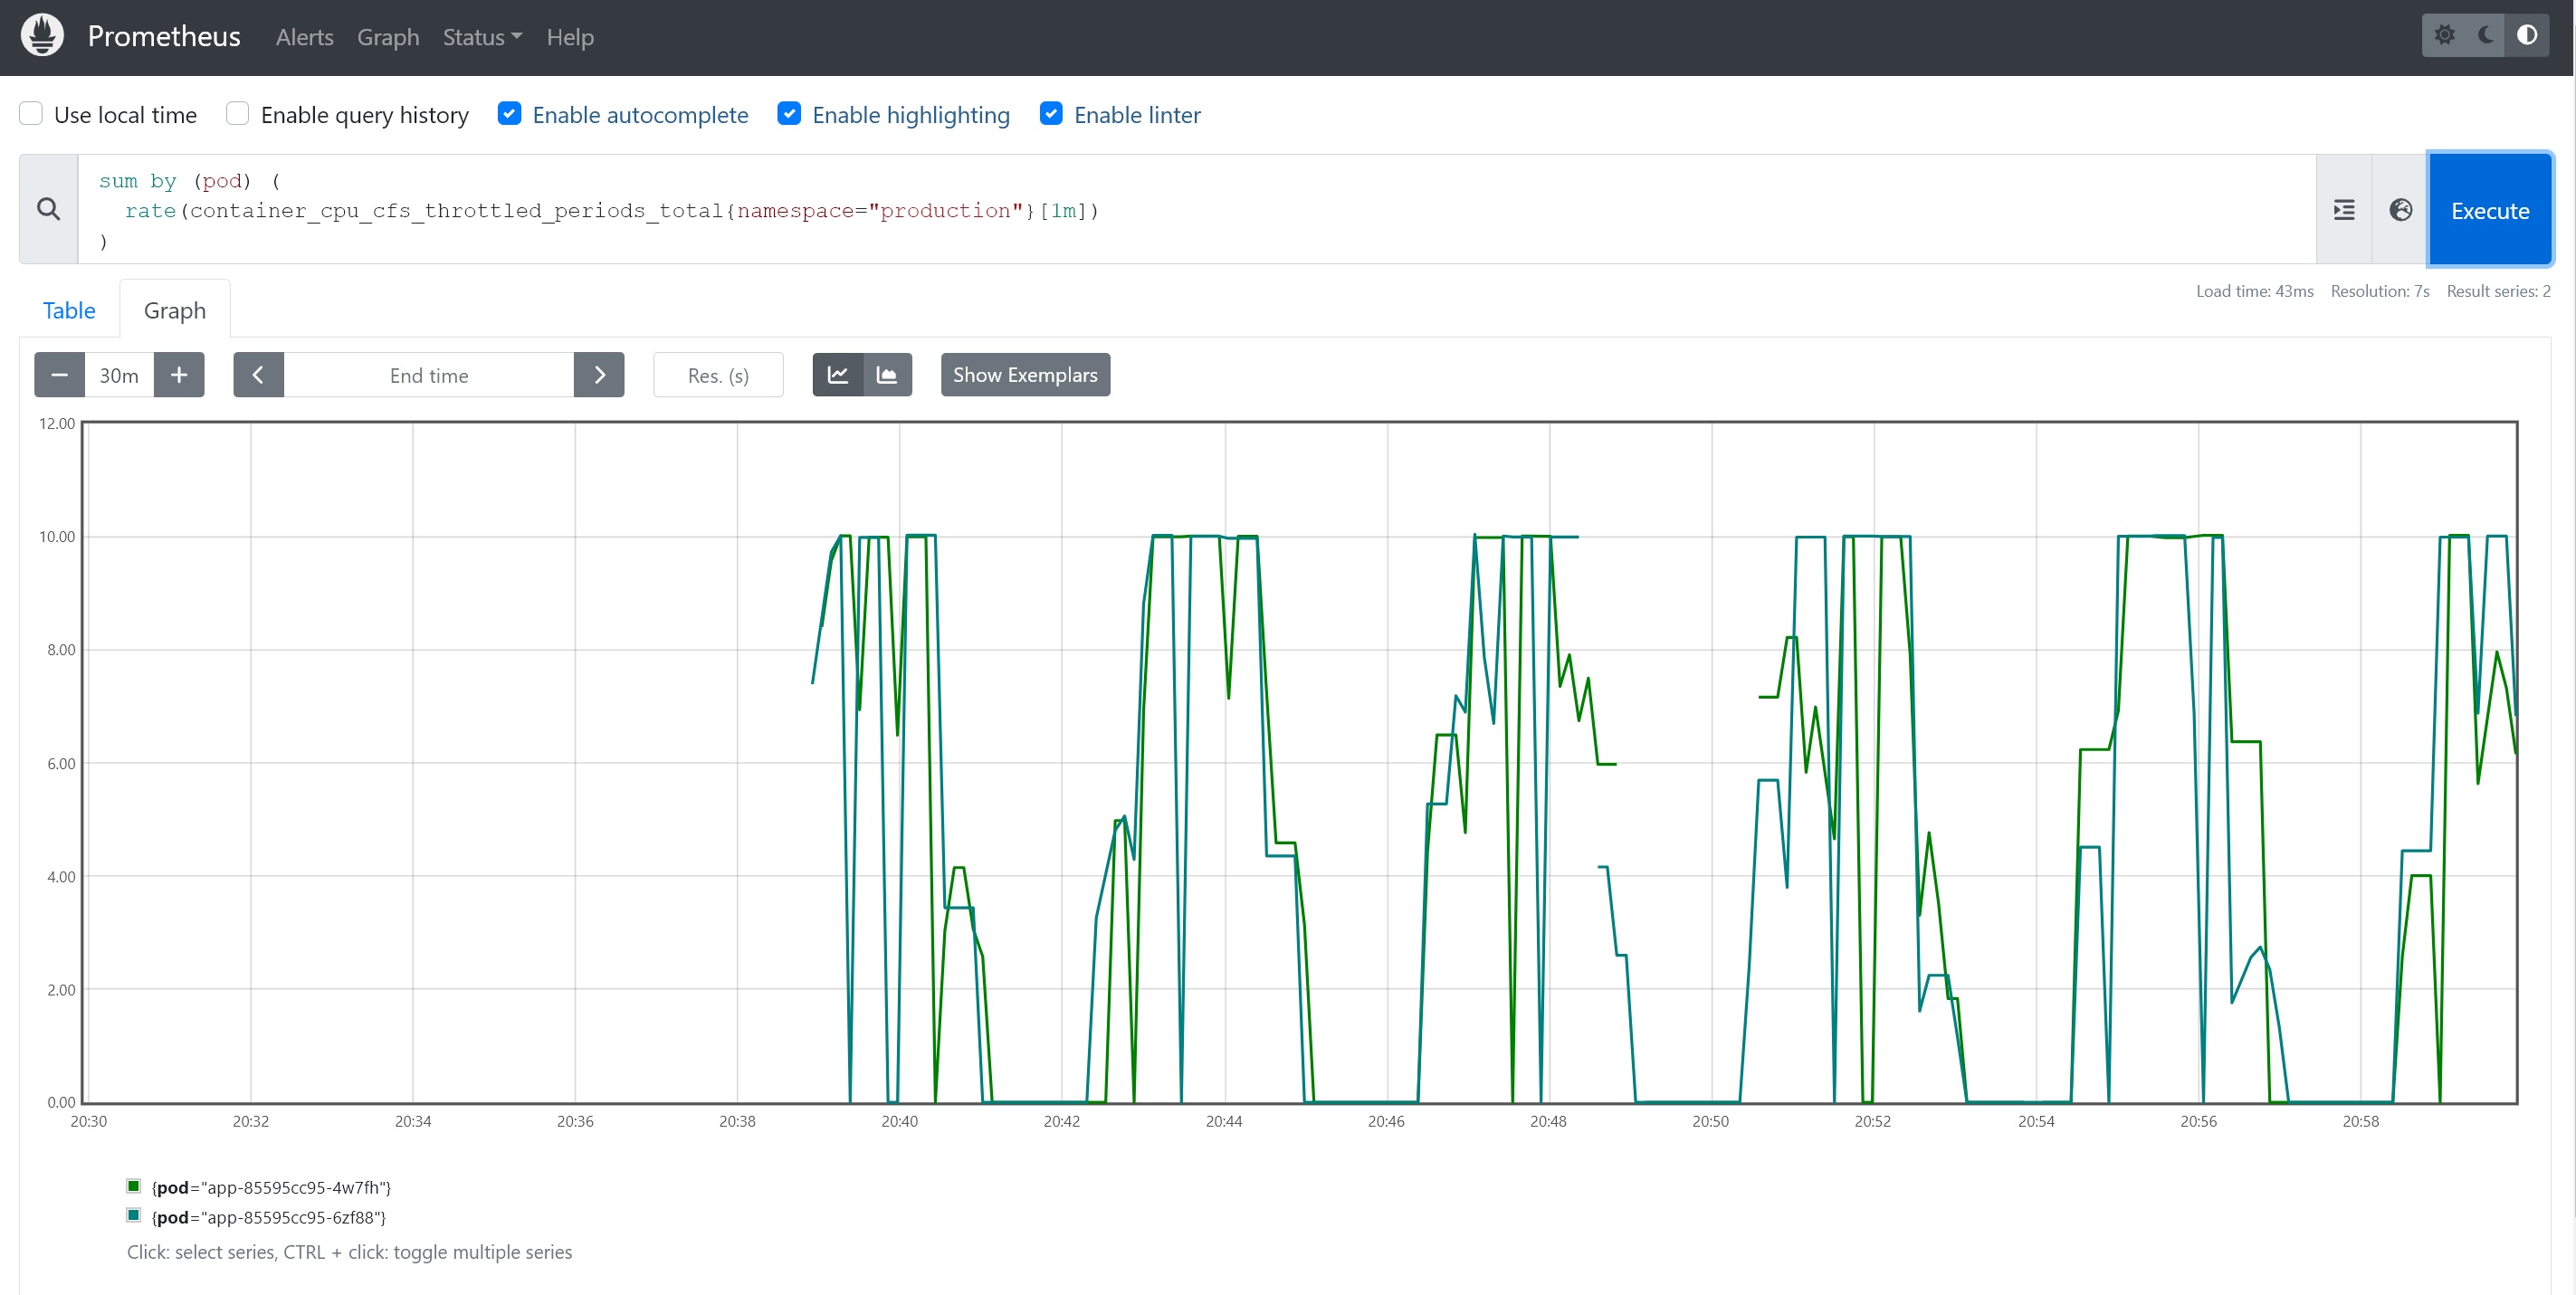 Prometheus Alerts Graph Status Help
Use local time Enable query history Enable autocomplete Enable highlighting Enable linter
sum by (pod) (
rate(container_cpu_cfs_throttled_periods_total{namespace="production"}[1m])
)
Execute
Load time: 43ms Resolution: 7s Result series: 2
Table Graph
30m End time Res. (s) Show Exemplars
12.00
10.00
8.00
6.00
4.00
2.00
0.00
20:30 20:32 20:34 20:36 20:38 20:40 20:42 20:44 20:46 20:48 20:50 20:52 20:54 20:56 20:58
{pod="app-85595cc95-4w7fh"}
{pod="app-85595cc95-6zf88"}
Click: select series, CTRL + click: toggle multiple series